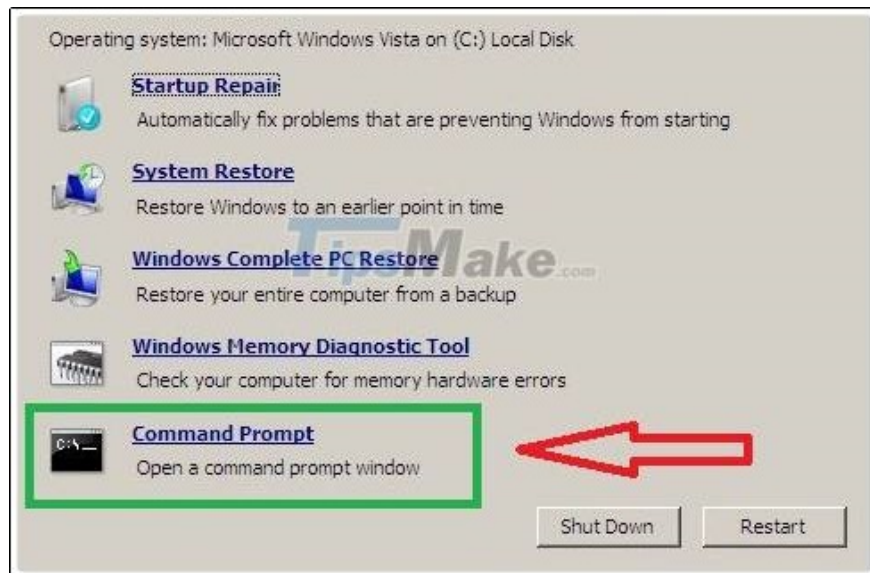 Operating system: Microsoft Windows Vista on (C:) Local Disk
Startup Repair
Automatically fix problems that are preventing Windows from starting
System Restore
Restore Windows to an earlier point in time
TipsMake.com
Windows Complete PC Restore
Restore your entire computer from a backup
Windows Memory Diagnostic Tool
Check your computer for memory hardware errors
C:\_
Command Prompt
Open a command prompt window
Shut Down
Restart